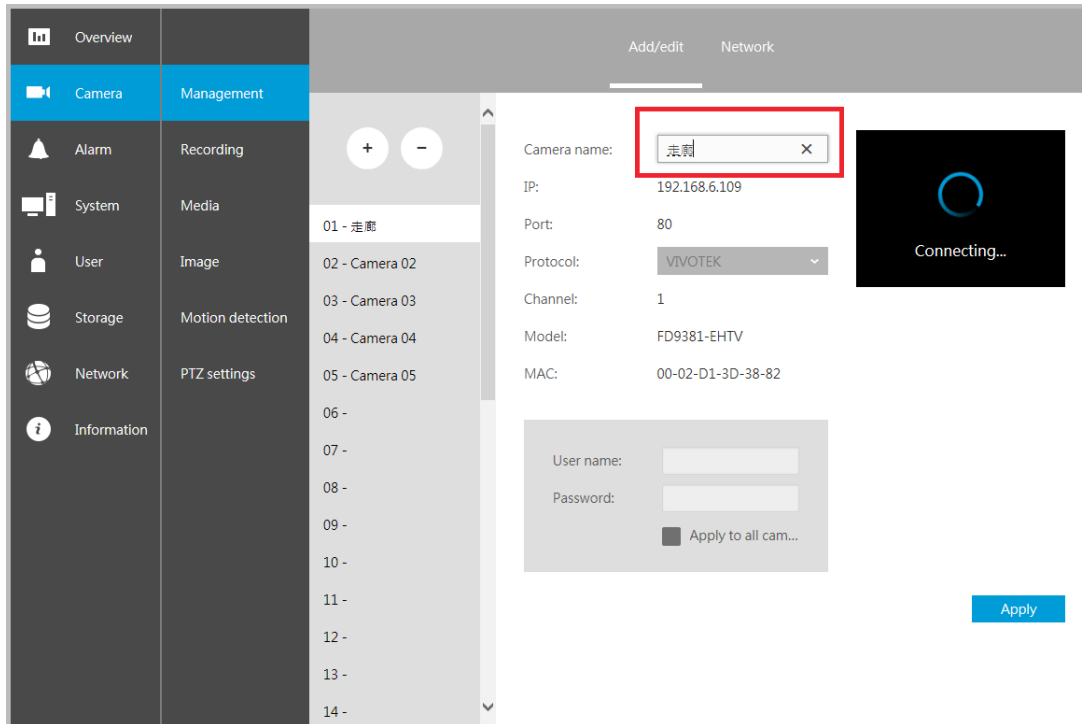 Overview
Camera
Alarm
System
User
Storage
Network
Information
Management
Recording
Media
Image
Motion detection
PTZ settings
+ -
01 - 走廊
02 - Camera 02
03 - Camera 03
04 - Camera 04
05 - Camera 05
06 -
07 -
08 -
09 -
10 -
11 -
12 -
13 -
14 -
Add/edit Network
Camera name: 走廊 ✕
IP: 192.168.6.109
Port: 80
Protocol: VIVOTEK
Channel: 1
Model: FD9381-EHTV
MAC: 00-02-D1-3D-38-82
User name:
Password:
Apply to all cam...
Connecting...
Apply